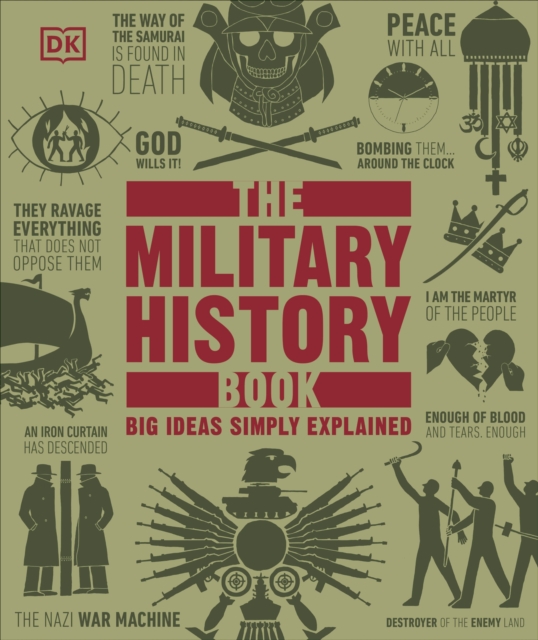 DK
THE WAY OF
THE SAMURAI
IS FOUND IN
DEATH
PEACE
WITH ALL
GOD
WILLS IT!
BOMBING THEM...
AROUND THE CLOCK
THEY RAVAGE
EVERYTHING
THAT DOES NOT
OPPOSE THEM
THE
MILITARY
HISTORY
BOOK
BIG IDEAS SIMPLY EXPLAINED
I AM THE MARTYR
OF THE PEOPLE
ENOUGH OF BLOOD
AND TEARS. ENOUGH
AN IRON CURTAIN
HAS DESCENDED
THE NAZI WAR MACHINE
DESTROYER OF THE ENEMY LAND